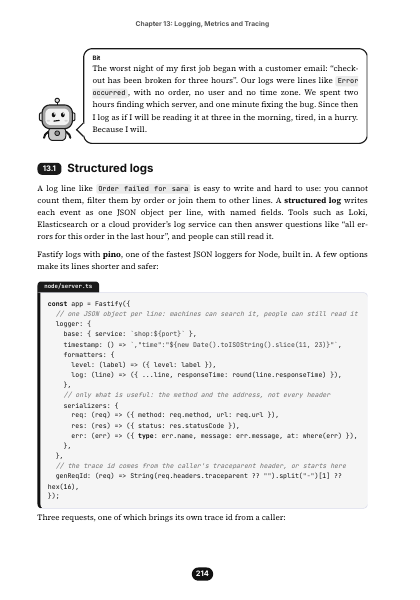 Chapter 13: Logging, Metrics and Tracing
Bit
The worst night of my first job began with a customer email: “check-
out has been broken for three hours”. Our logs were lines like Error
occurred, with no order, no user and no time zone. We spent two
hours finding which server, and one minute fixing the bug. Since then
I log as if I will be reading it at three in the morning, tired, in a hurry.
Because I will.
13.1 Structured logs
A log line like Order failed for sara is easy to write and hard to use: you cannot
count them, filter them by order or join them to other lines. A structured log writes
each event as one JSON object per line, with named fields. Tools such as Loki,
Elasticsearch or a cloud provider’s log service can then answer questions like “all er-
rors for this order in the last hour”, and people can still read it.
Fastify logs with pino, one of the fastest JSON loggers for Node, built in. A few options
make its lines shorter and safer:
node/server.ts
const app = Fastify({
  // one JSON object per line: machines can search it, people can still read it
  logger: {
    base: { service: `shop:${port}` },
    timestamp: () => `,"time":"${new Date().toISOString().slice(11, 23)}"`,
    formatters: {
      level: (label) => ({ level: label }),
      log: (line) => ({ ...line, responseTime: round(line.responseTime) }),
    },
    // only what is useful: the method and the address, not every header
    serializers: {
      req: (req) => ({ method: req.method, url: req.url }),
      res: (res) => ({ status: res.statusCode }),
      err: (err) => ({ type: err.name, message: err.message, at: where(err) }),
    },
  },
  // the trace id comes from the caller's traceparent header, or starts here
  genReqId: (req) => String(req.headers.traceparent ?? "").split("-")[1] ??
hex(16),
});
Three requests, one of which brings its own trace id from a caller:
214